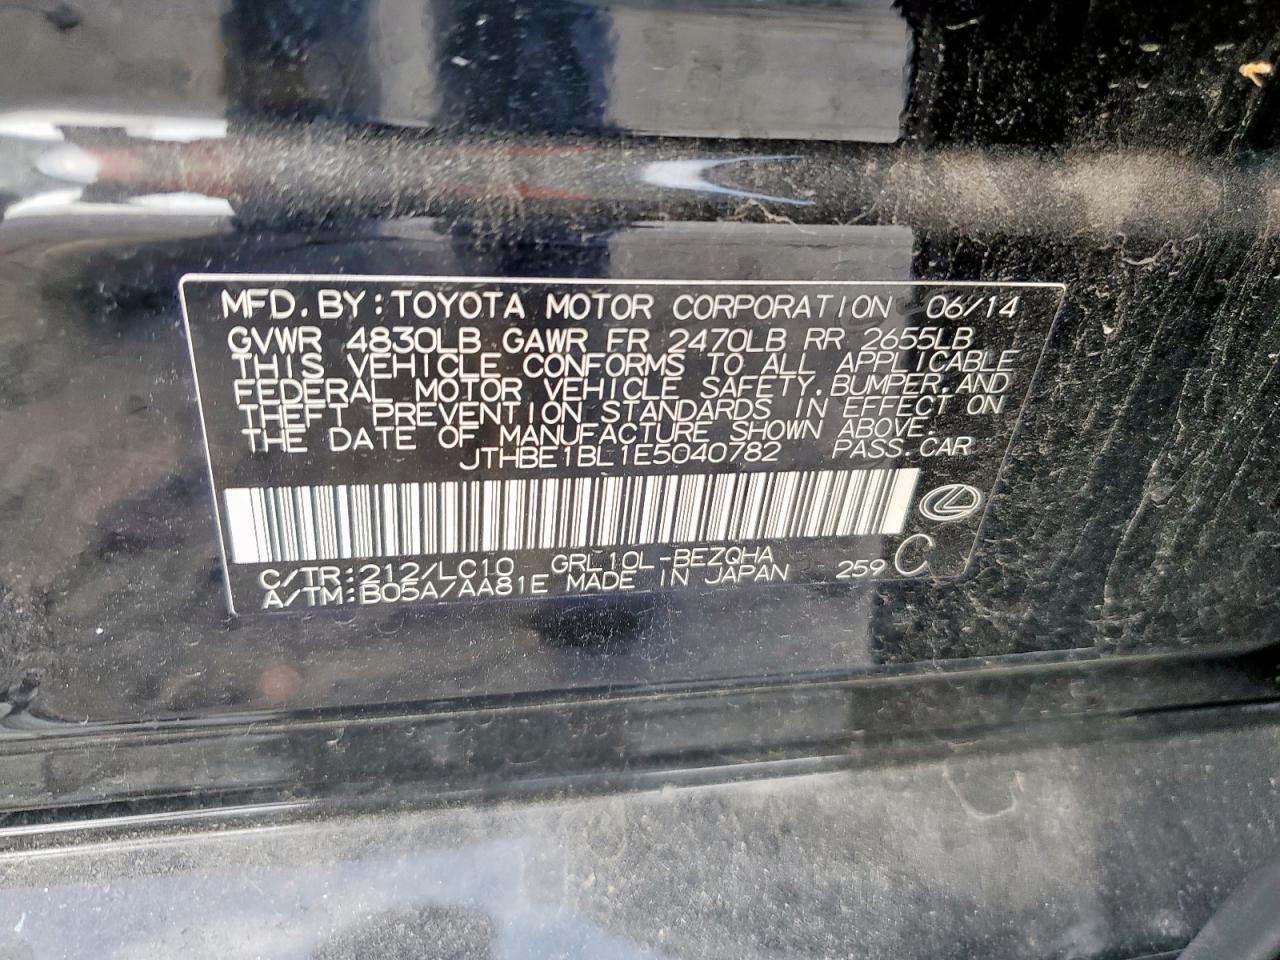 MFD.BY:TOYOTA MOTOR CORPORATION 06/14
GVWR 4830LB GAWR FR 2470LB RR 2655LB
THIS VEHICLE CONFORMS TO ALL APPLICABLE
FEDERAL MOTOR VEHICLE SAFETY,BUMPER,AND
THEFT PREVENTION STANDARDS IN EFFECT ON
THE DATE OF MANUFACTURE SHOWN ABOVE.
JTHBE1BL1E5040782 PASS.CAR
C/TR:212/LC10 GRL10L-BEZQHA
A/TM:B05A/AA81E MADE IN JAPAN 259 C